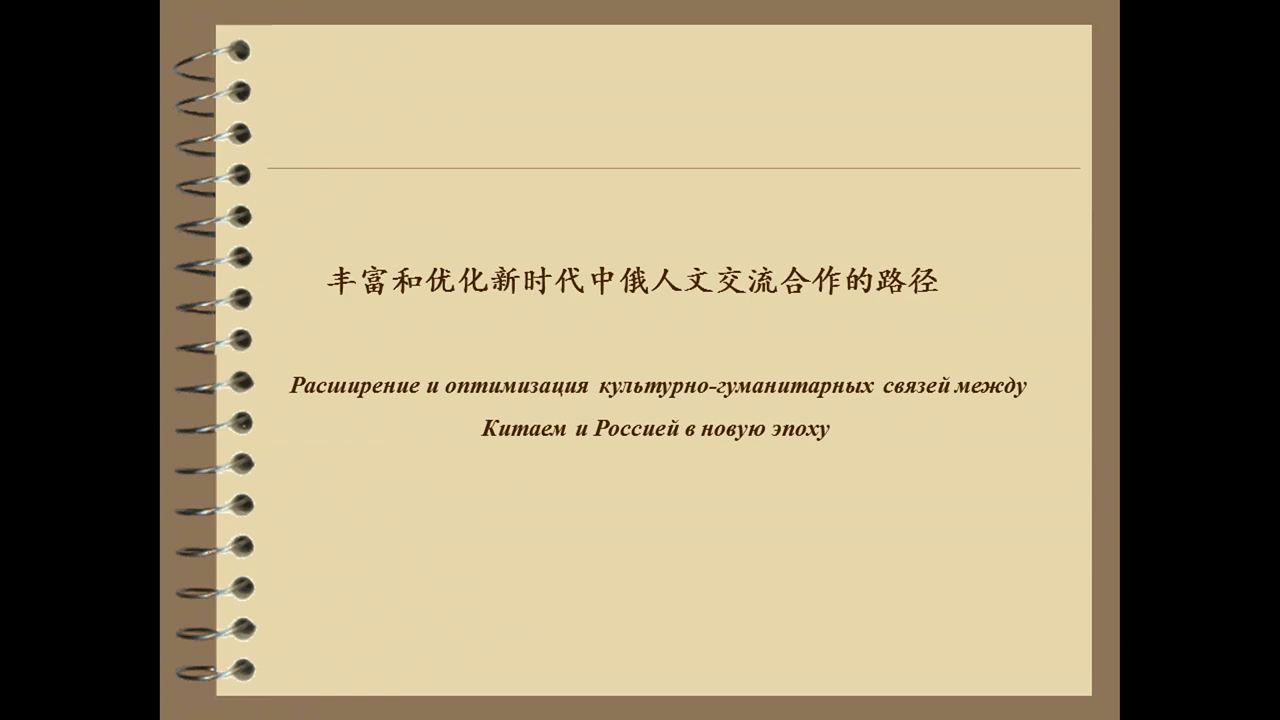 丰富和优化新时代中俄人文交流合作的路径
Расширение и оптимизация культурно-гуманитарных связей между
Китаем и Россией в новую эпоху